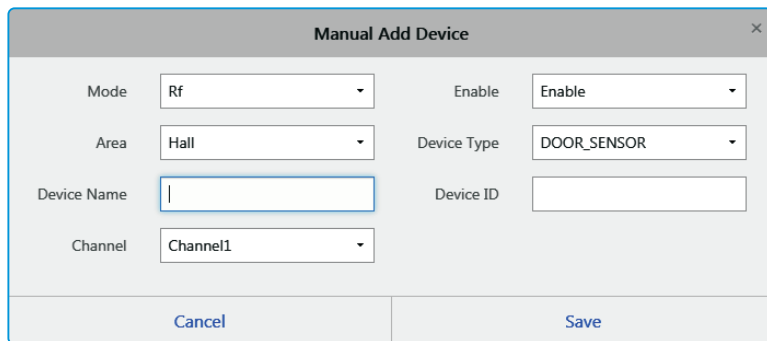 Manual Add Device ×
Mode Rf Enable Enable
Area Hall Device Type DOOR_SENSOR
Device Name Device ID
Channel Channel1
Cancel Save